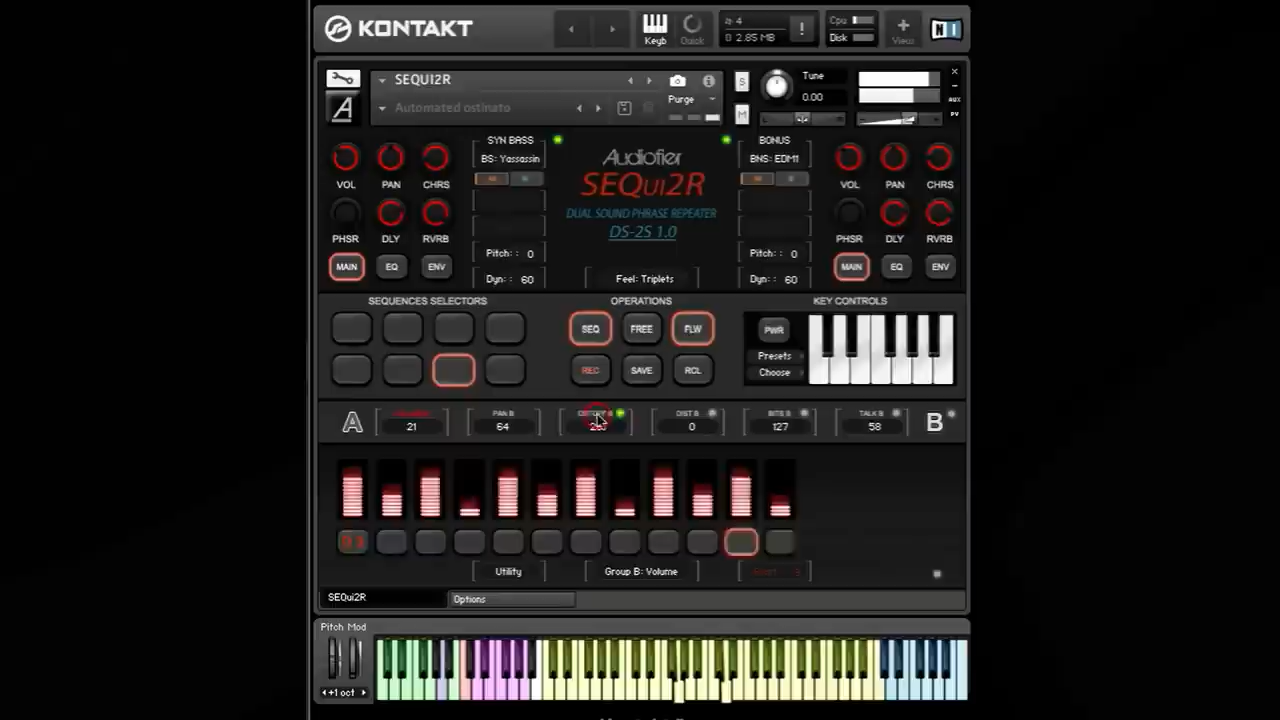 KONTAKT
4
2.85 MB
!
Cpu
Disk
Keyb
Quick
View
SEQUI2R
Automated ostinato
Purge
S
M
Tune
0.00
AUX
PV
SYN BASS
BS: Yassassin
Audiofier
SEQUI2R
DUAL SOUND PHRASE REPEATER
DS-2S 1.0
BONUS
BNS: EDM1
VOL
PAN
CHRS
VOL
PAN
CHRS
PHSR
DLY
RVRB
PHSR
DLY
RVRB
Pitch: : 0
Pitch: : 0
MAIN
EQ
ENV
MAIN
EQ
ENV
Dyn: : 60
Feel: Triplets
Dyn: : 60
SEQUENCES SELECTORS
OPERATIONS
KEY CONTROLS
SEQ
FREE
FLW
PWR
Presets
REC
SAVE
RCL
Choose
A
PAN B
DIST B
BITE B
TALK B
B
21
64
0
127
58
Utility
Group B: Volume
SEQui2R
Options
Pitch Mod
+1 oct